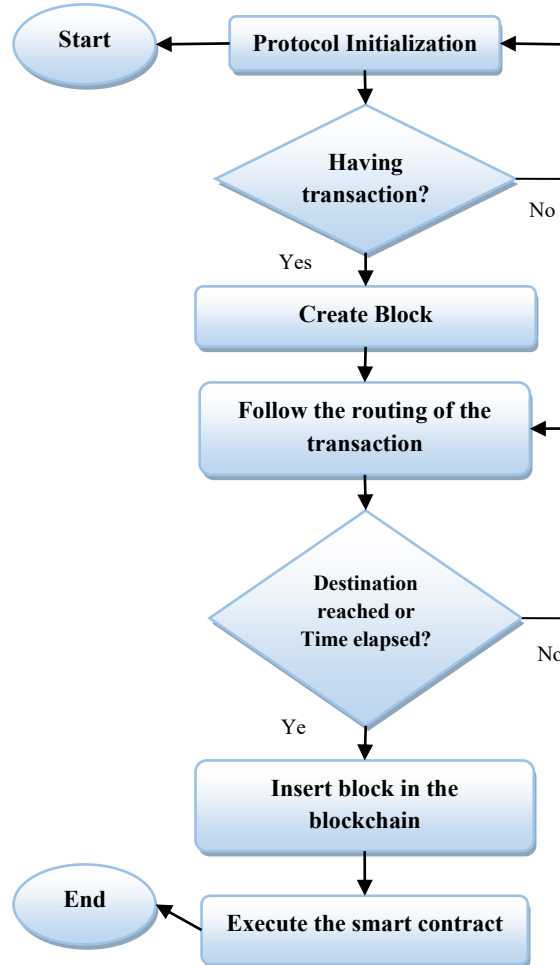 Start
Protocol Initialization
Having
transaction?
No
Yes
Create Block
Follow the routing of the
transaction
Destination
reached or
Time elapsed?
No
Ye
Insert block in the
blockchain
End
Execute the smart contract